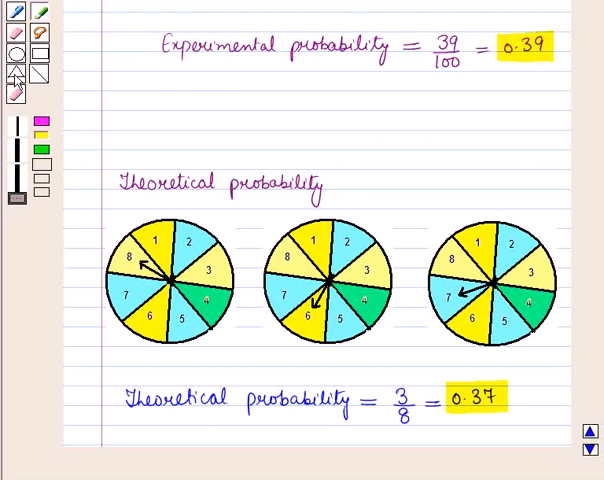 Experimental probability = 39/100 = 0.39
Theoretical probability
1 2 3 4 5 6 7 8
1 2 3 4 5 6 7 8
1 2 3 4 5 6 7 8
Theoretical probability = 3/8 = 0.37